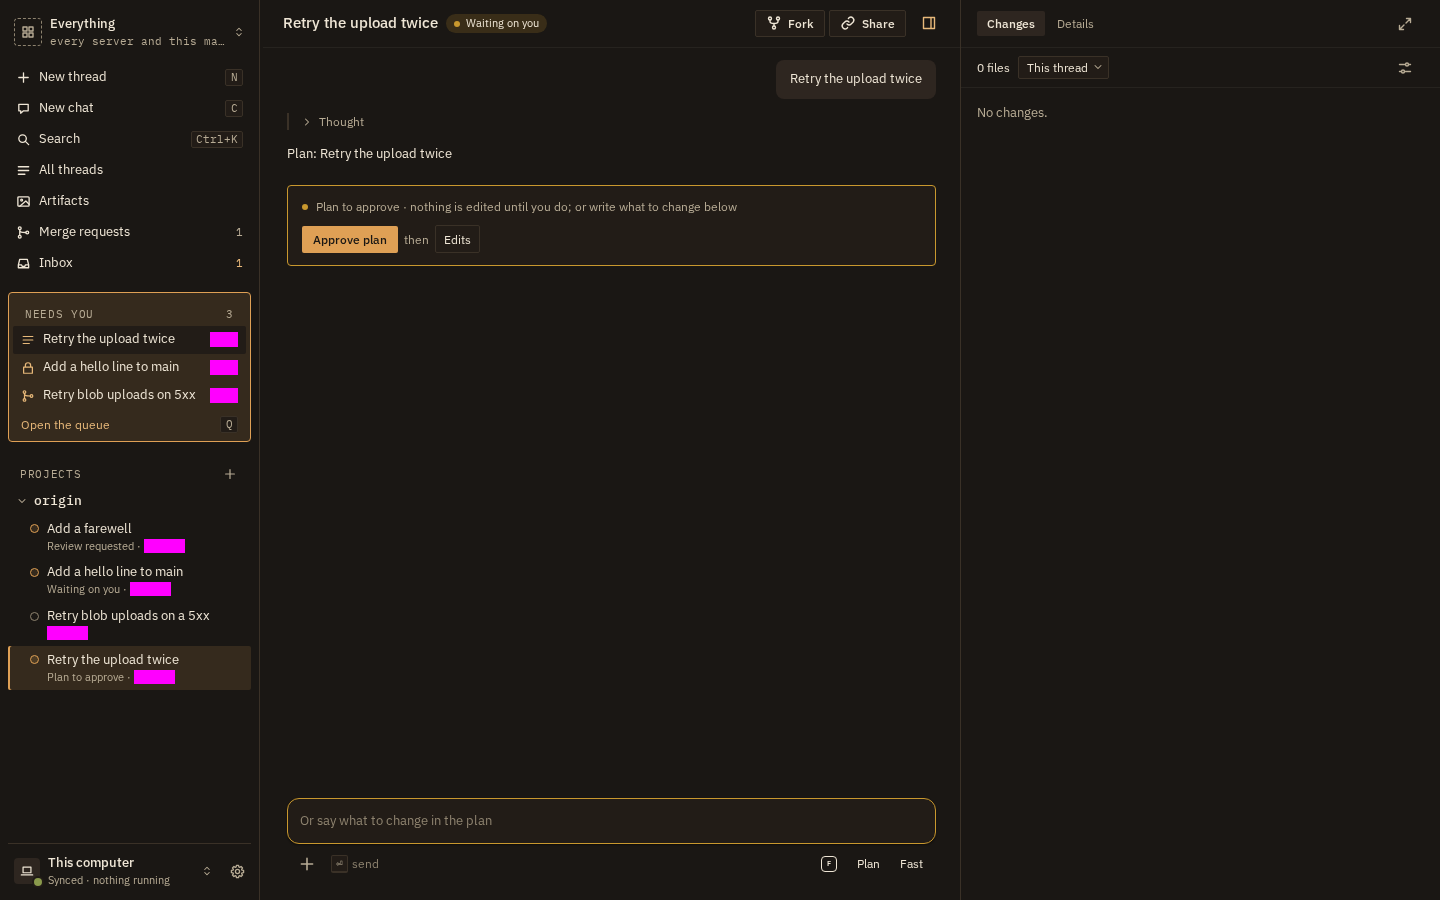 Everything
every server and this ma…
New thread N
New chat C
Search Ctrl+K
All threads
Artifacts
Merge requests 1
Inbox 1
NEEDS YOU 3
Retry the upload twice
Add a hello line to main
Retry blob uploads on 5xx
Open the queue Q
PROJECTS
origin
Add a farewell
Review requested ·
Add a hello line to main
Waiting on you ·
Retry blob uploads on a 5xx
Retry the upload twice
Plan to approve ·
This computer
Synced · nothing running
Retry the upload twice Waiting on you Fork Share
Retry the upload twice
Thought
Plan: Retry the upload twice
Plan to approve · nothing is edited until you do; or write what to change below
Approve plan then Edits
Or say what to change in the plan
send F Plan Fast
Changes Details
0 files This thread
No changes.